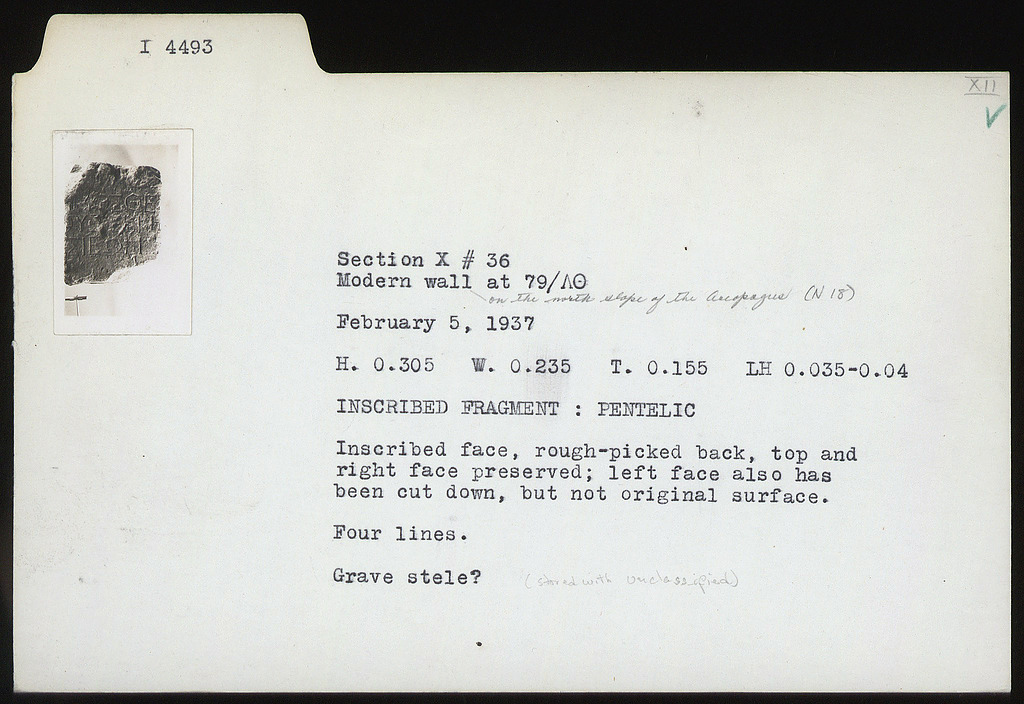 I 4493
XII
Section X # 36
Modern wall at 79/ΛΘ
on the north slope of the Areopagus (N 18)
February 5, 1937
H. 0.305 W. 0.235 T. 0.155 LH 0.035-0.04
INSCRIBED FRAGMENT : PENTELIC
Inscribed face, rough-picked back, top and
right face preserved; left face also has
been cut down, but not original surface.
Four lines.
Grave stele? (stored with unclassified)